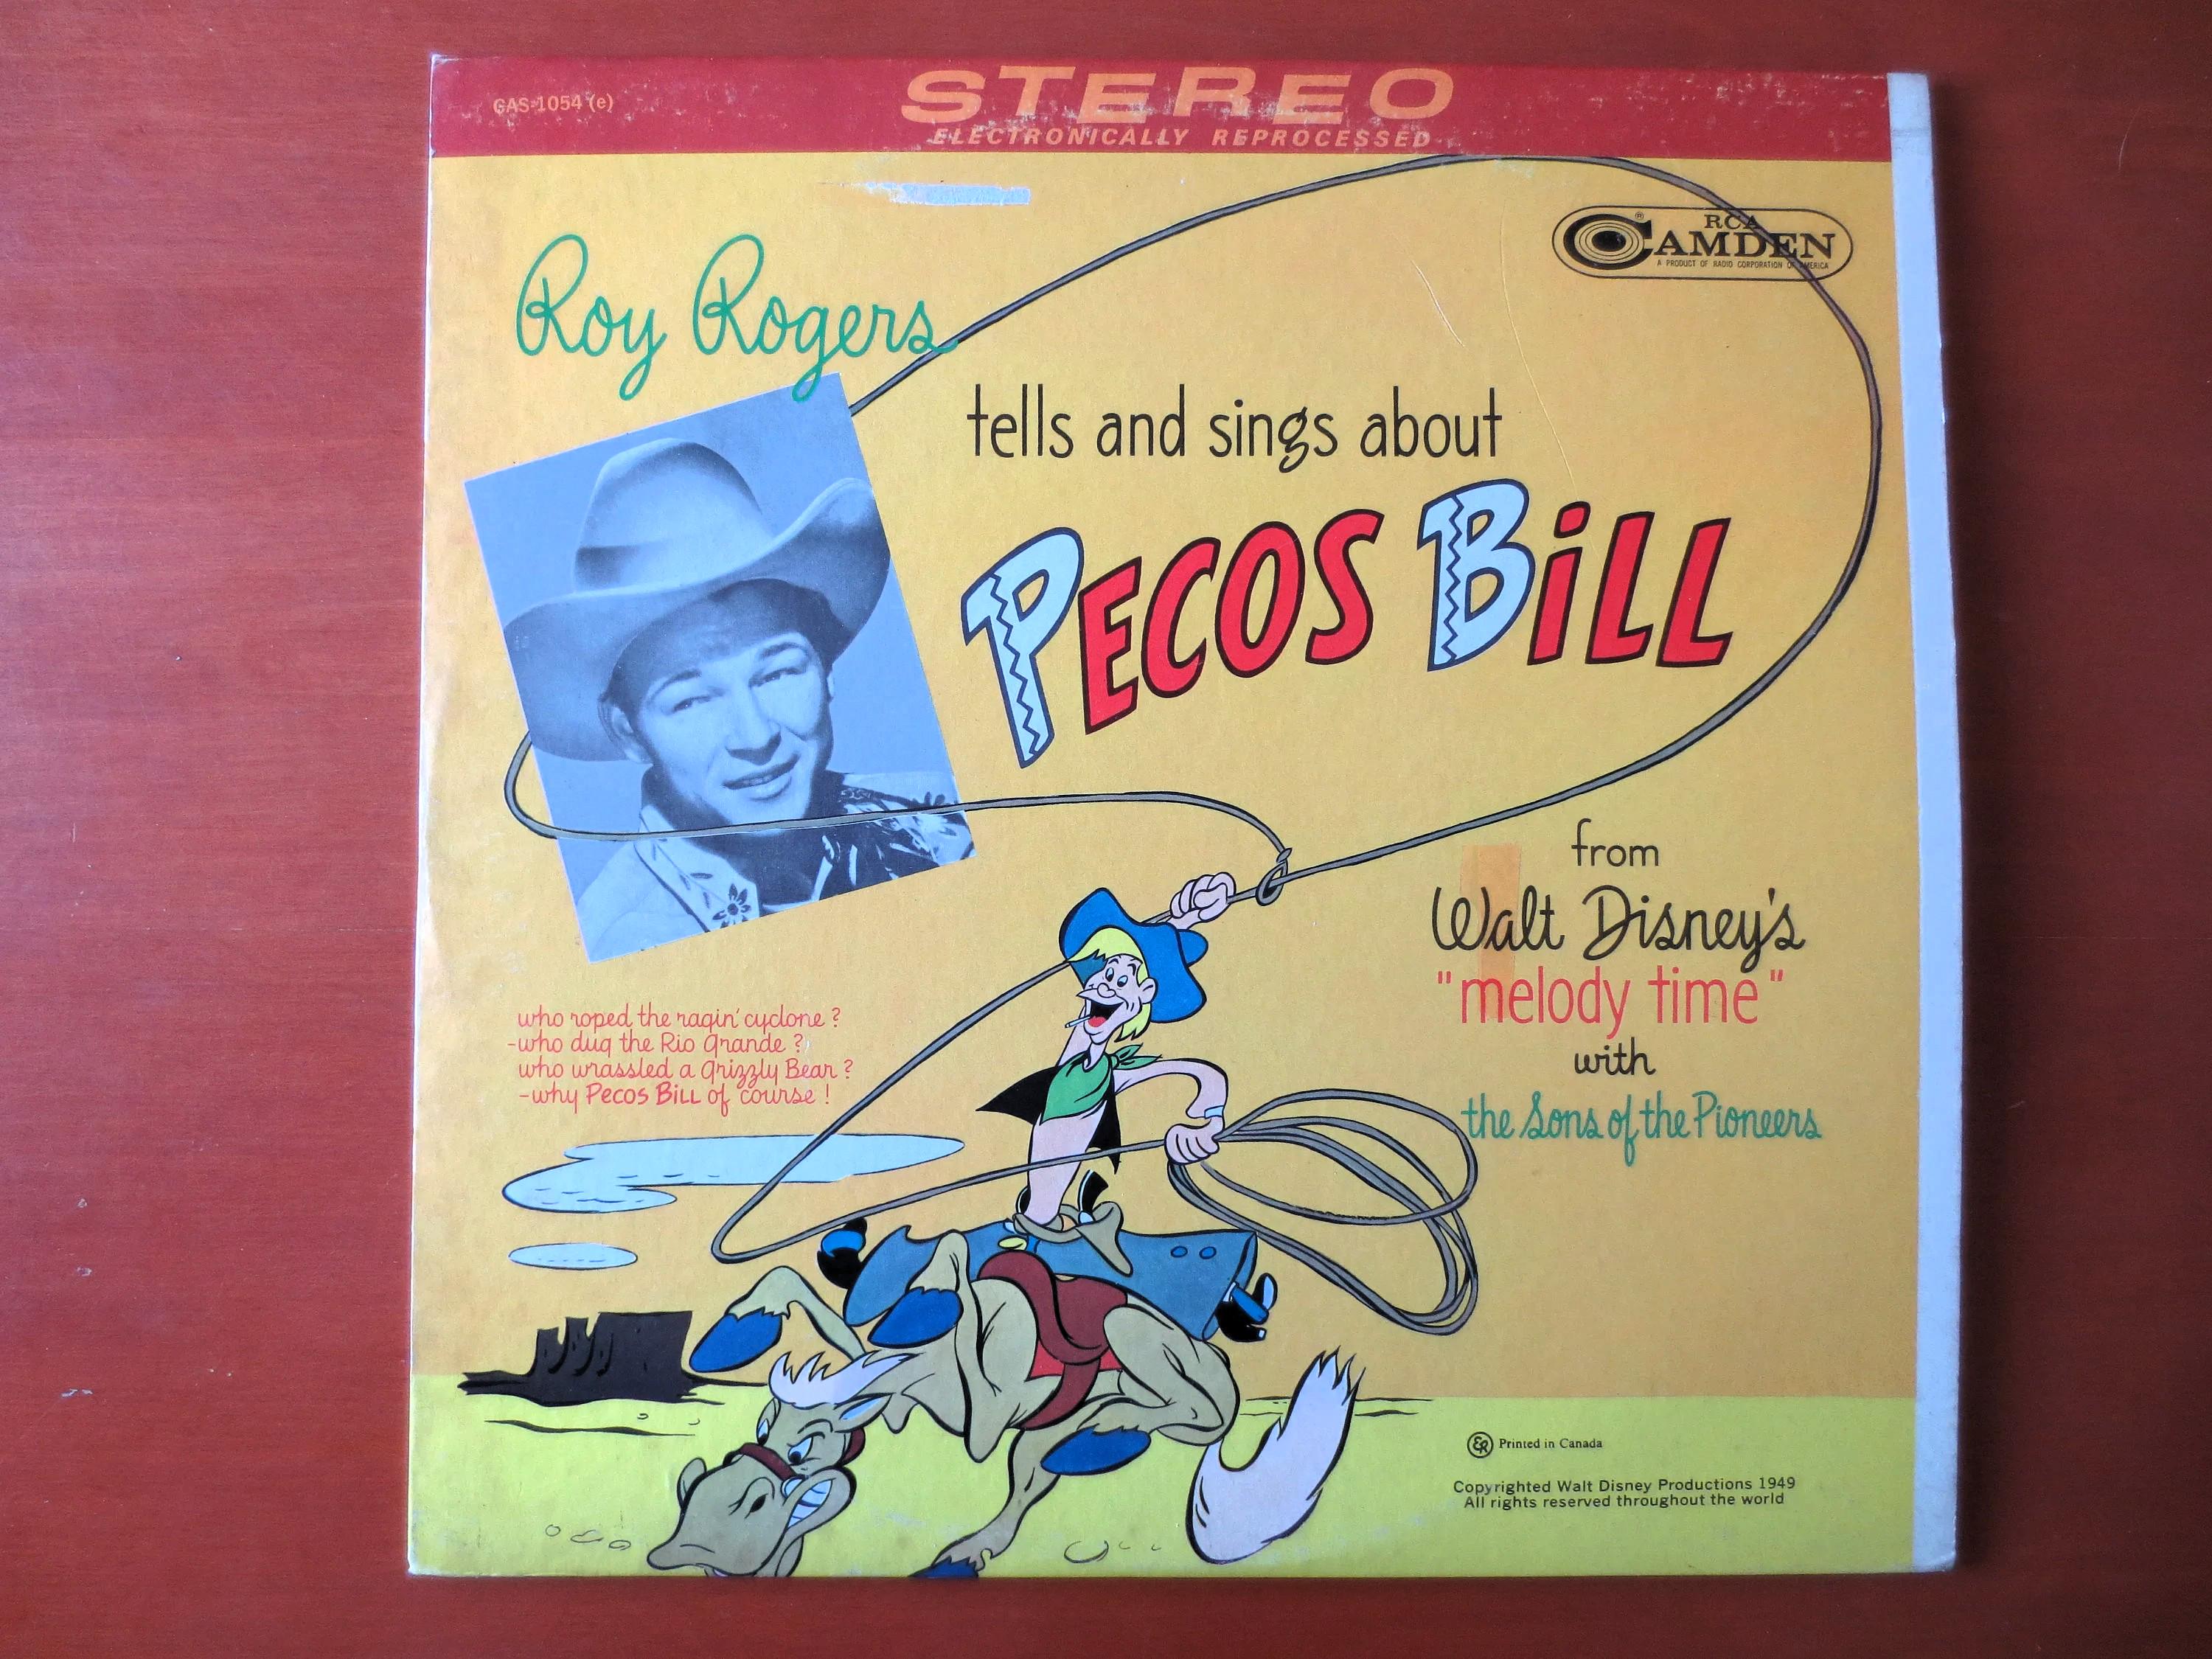 GAS-1054 (e)
STEREO
ELECTRONICALLY REPROCESSED
RCA
CAMDEN
®
A PRODUCT OF RADIO CORPORATION OF AMERICA
Roy Rogers
tells and sings about
PECOS BiLL
from
Walt Disney's
"melody time"
with
the Sons of the Pioneers
who roped the ragin' cyclone?
-who dug the Rio Grande?
who wrassled a Grizzly Bear?
-why PECOS BiLL of course!
Printed in Canada
Copyrighted Walt Disney Productions 1949
All rights reserved throughout the world